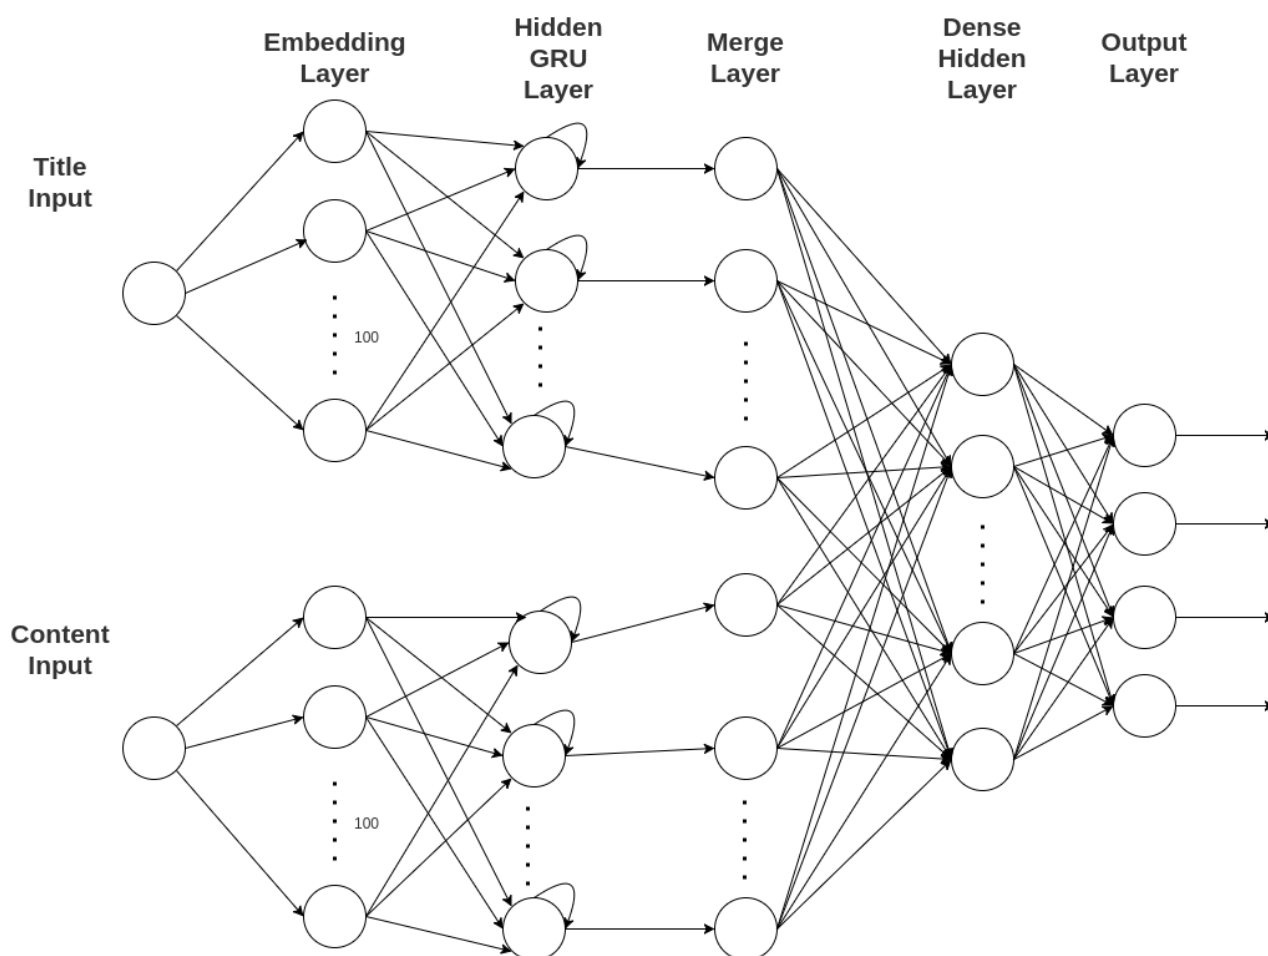 Embedding
Layer
Hidden
GRU
Layer
Merge
Layer
Dense
Hidden
Layer
Output
Layer
Title
Input
100
Content
Input
100